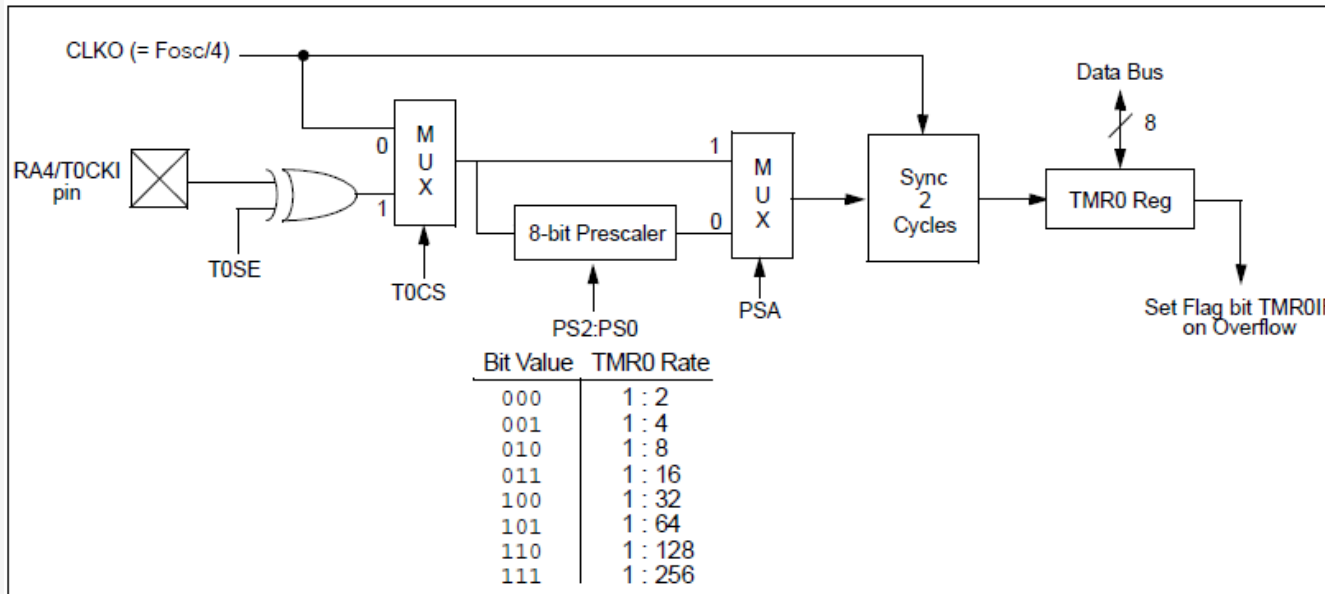 CLKO (= Fosc/4)
Data Bus
8
M
U
X
0
1
RA4/T0CKI
pin
T0SE
T0CS
8-bit Prescaler
1
0
M
U
X
PSA
Sync
2
Cycles
TMR0 Reg
Set Flag bit TMR0II
on Overflow
PS2:PS0
Bit Value TMR0 Rate
000 1 : 2
001 1 : 4
010 1 : 8
011 1 : 16
100 1 : 32
101 1 : 64
110 1 : 128
111 1 : 256